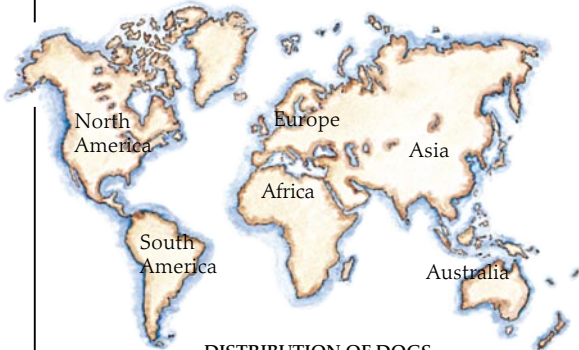 North
America
Europe
Asia
Africa
South
America
Australia
DISTRIBUTION OF DOGS